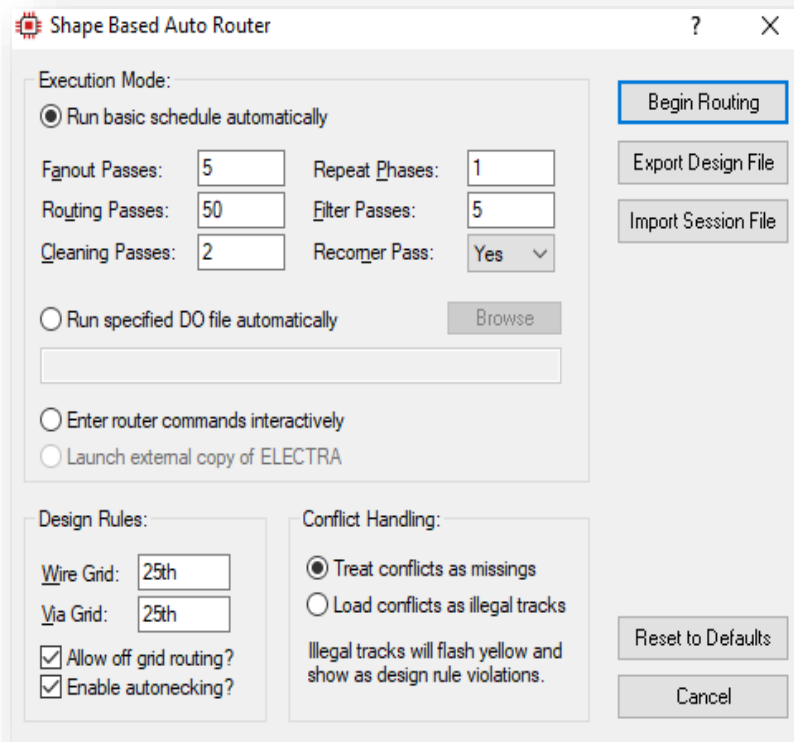 Shape Based Auto Router
? X
Execution Mode:
Run basic schedule automatically
Fanout Passes: 5 Repeat Phases: 1
Routing Passes: 50 Filter Passes: 5
Cleaning Passes: 2 Recorner Pass: Yes
Run specified DO file automatically Browse
Enter router commands interactively
Launch external copy of ELECTRA
Begin Routing
Export Design File
Import Session File
Design Rules:
Wire Grid: 25th
Via Grid: 25th
Allow off grid routing?
Enable autonecking?
Conflict Handling:
Treat conflicts as missings
Load conflicts as illegal tracks
Illegal tracks will flash yellow and
show as design rule violations.
Reset to Defaults
Cancel